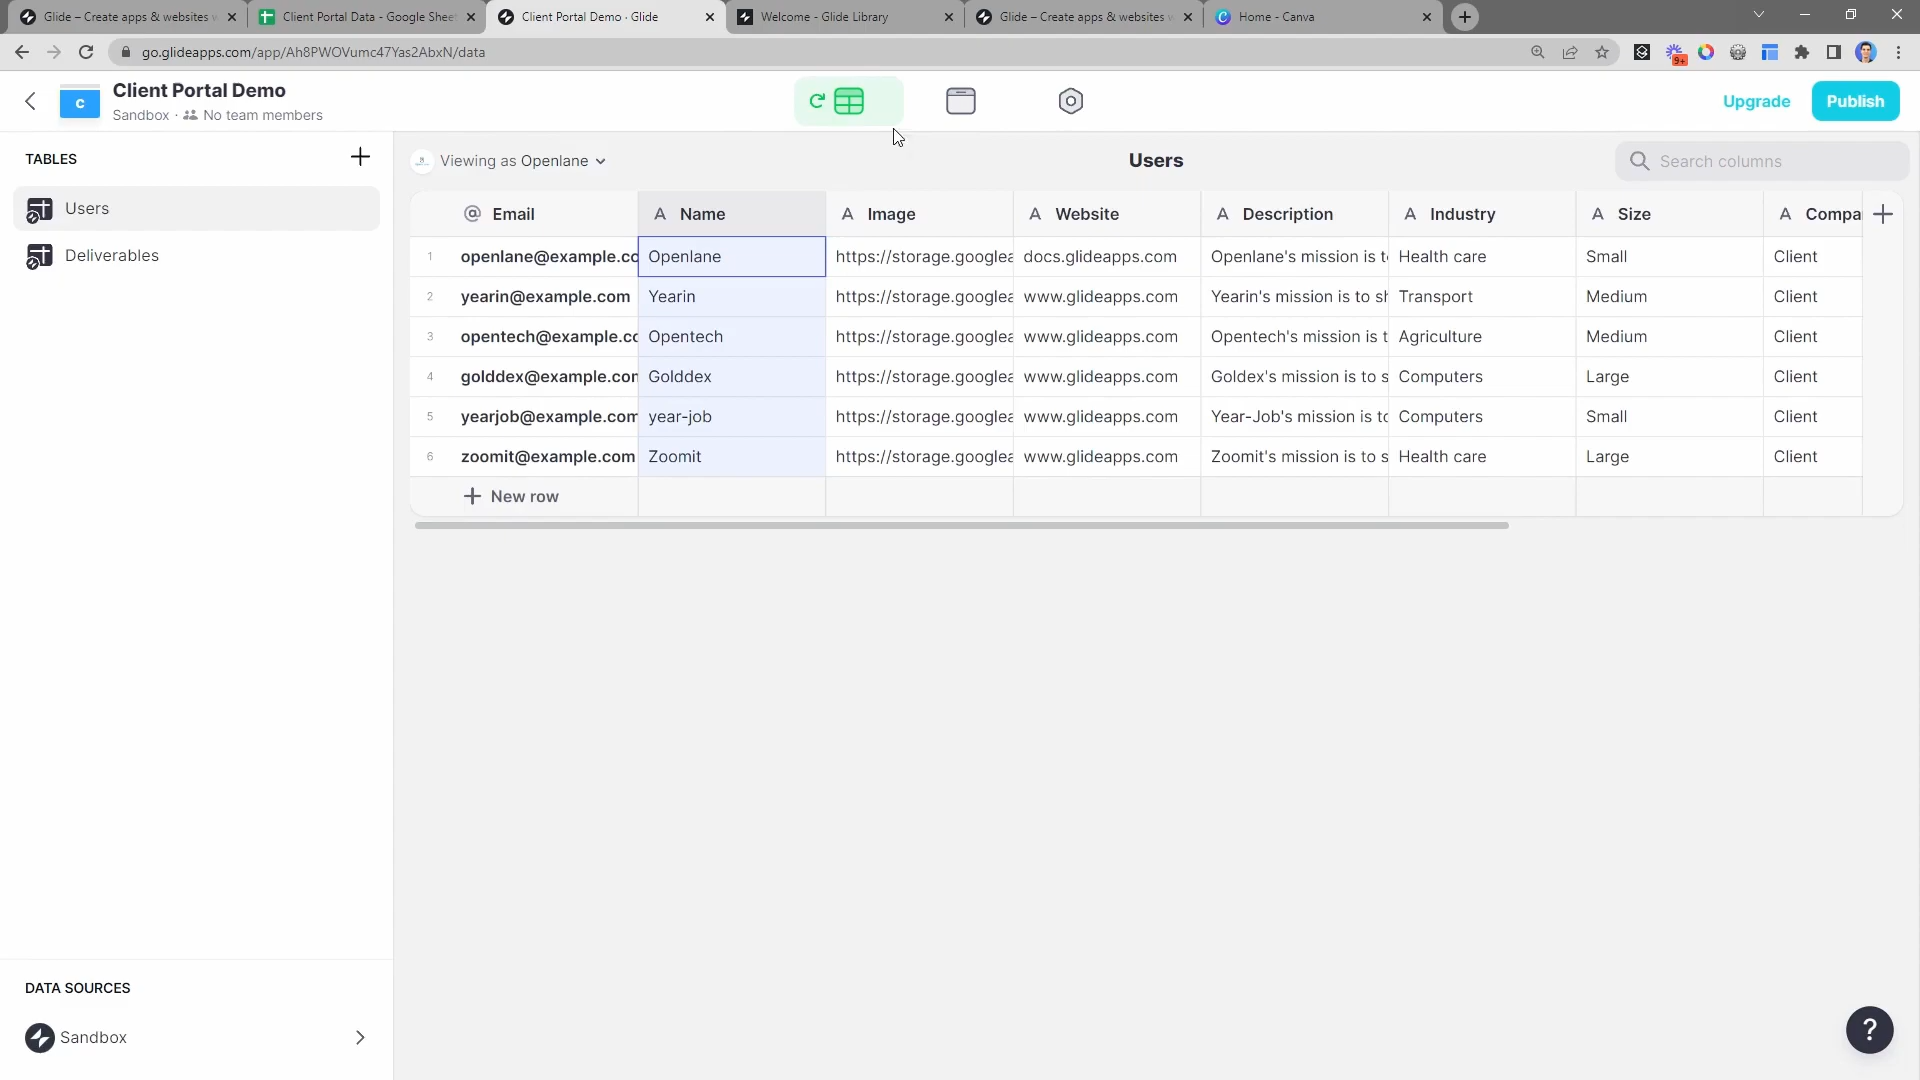 Glide – Create apps & websites w
Client Portal Data - Google Sheet
Client Portal Demo · Glide
Welcome - Glide Library
Glide – Create apps & websites w
Home - Canva
go.glideapps.com/app/Ah8PWOVumc47Yas2AbxN/data
9+
C
Client Portal Demo
Sandbox · No team members
Upgrade
Publish
TABLES
Users
Deliverables
Viewing as Openlane
Users
Search columns
Email Name Image Website Description Industry Size Compa
1 openlane@example.co Openlane https://storage.googlea docs.glideapps.com Openlane's mission is t Health care Small Client
2 yearin@example.com Yearin https://storage.googlea www.glideapps.com Yearin's mission is to sh Transport Medium Client
3 opentech@example.co Opentech https://storage.googlea www.glideapps.com Opentech's mission is t Agriculture Medium Client
4 golddex@example.con Golddex https://storage.googlea www.glideapps.com Goldex's mission is to s Computers Large Client
5 yearjob@example.com year-job https://storage.googlea www.glideapps.com Year-Job's mission is to Computers Small Client
6 zoomit@example.com Zoomit https://storage.googlea www.glideapps.com Zoomit's mission is to s Health care Large Client
New row
DATA SOURCES
Sandbox
?